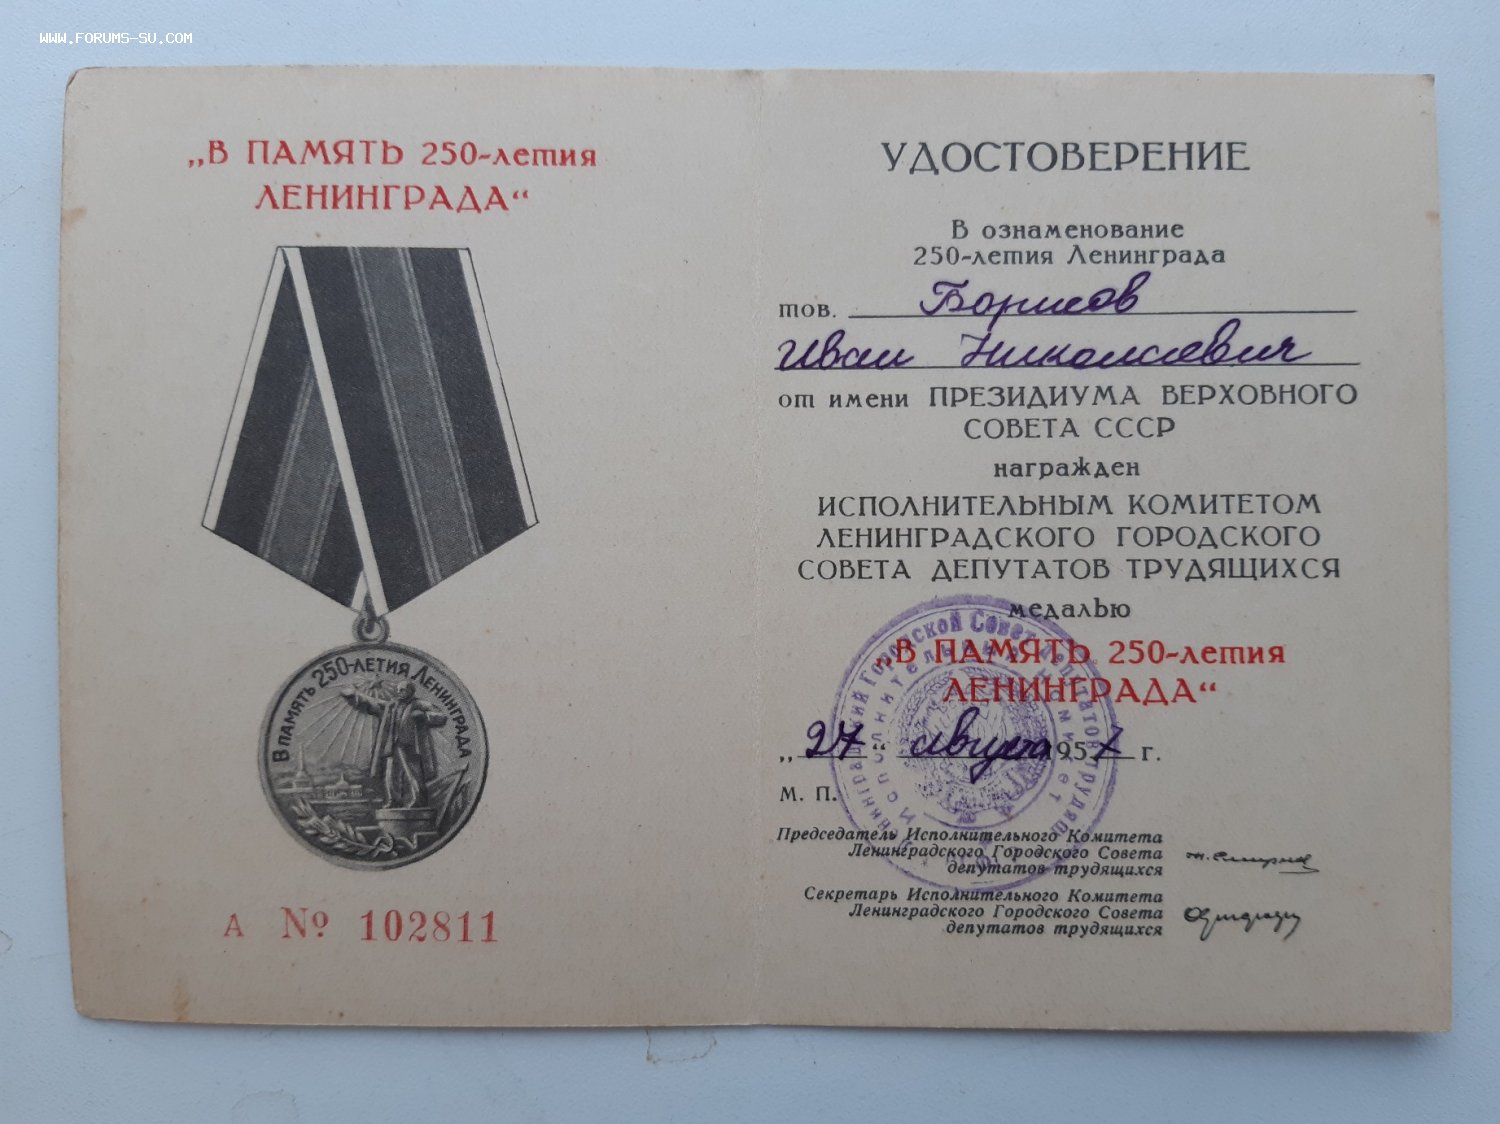 WWW.FORUMS-SU.COM
„В ПАМЯТЬ 250-летия
ЛЕНИНГРАДА“
В ПАМЯТЬ 250-ЛЕТИЯ ЛЕНИНГРАДА
А № 102811
УДОСТОВЕРЕНИЕ
В ознаменование
250-летия Ленинграда
тов. Борисов
Иван Николаевич
от имени ПРЕЗИДИУМА ВЕРХОВНОГО
СОВЕТА СССР
награжден
ИСПОЛНИТЕЛЬНЫМ КОМИТЕТОМ
ЛЕНИНГРАДСКОГО ГОРОДСКОГО
СОВЕТА ДЕПУТАТОВ ТРУДЯЩИХСЯ
медалью
„В ПАМЯТЬ 250-летия
ЛЕНИНГРАДА“
„27“ августа 1957 г.
М. П.
Председатель Исполнительного Комитета
Ленинградского Городского Совета
депутатов трудящихся
Секретарь Исполнительного Комитета
Ленинградского Городского Совета
депутатов трудящихся